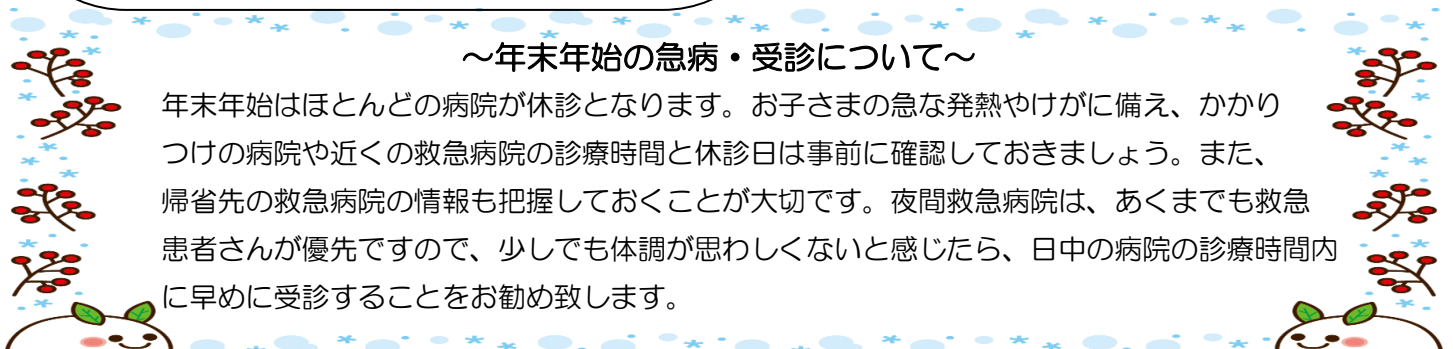 ～年末年始の急病・受診について～
年末年始はほとんどの病院が休診となります。お子さまの急な発熱やけがに備え、かかり
つけの病院や近くの救急病院の診療時間と休診日は事前に確認しておきましょう。また、
帰省先の救急病院の情報も把握しておくことが大切です。夜間救急病院は、あくまでも救急
患者さんが優先ですので、少しでも体調が思わしくないと感じたら、日中の病院の診療時間内
に早めに受診することをお勧め致します。